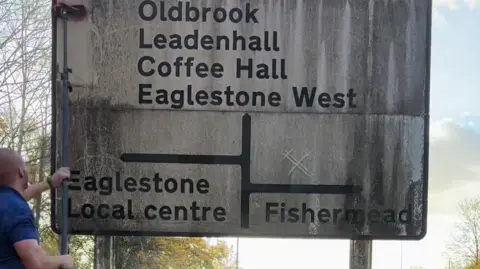 Oldbrook
Leadenhall
Coffee Hall
Eaglestone West
Eaglestone
Local centre
Fishermead